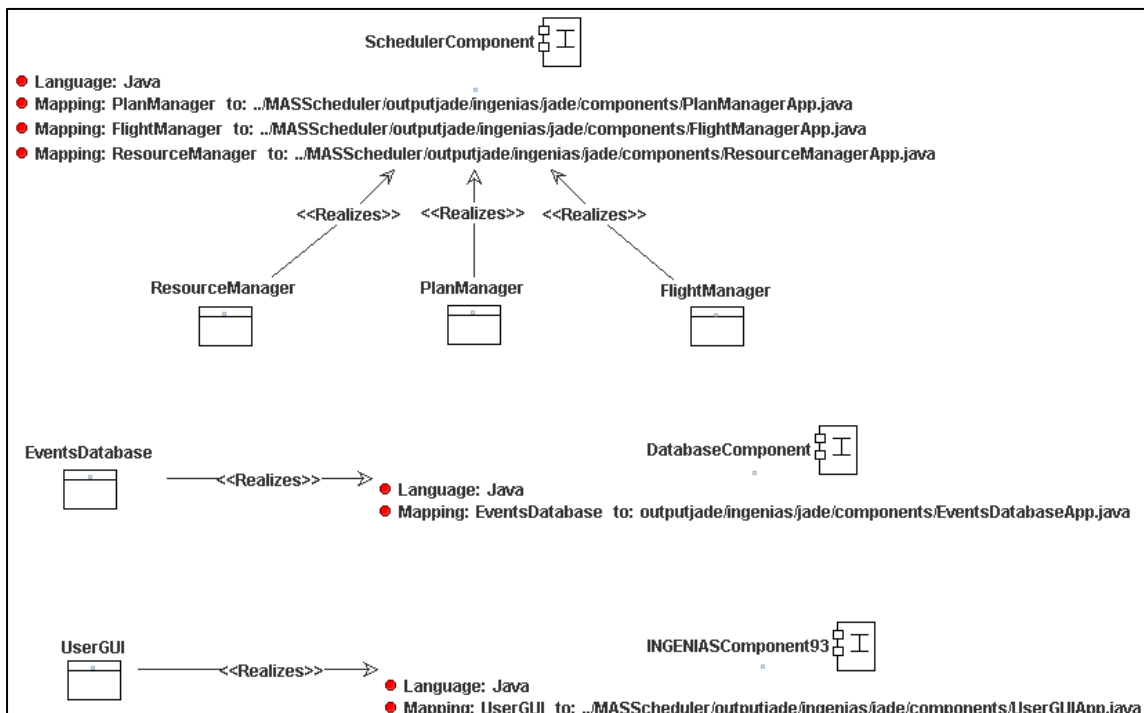 SchedulerComponent
Language: Java
Mapping: PlanManager to: ../MASScheduler/outputjade/ingenias/jade/components/PlanManagerApp.java
Mapping: FlightManager to: ../MASScheduler/outputjade/ingenias/jade/components/FlightManagerApp.java
Mapping: ResourceManager to: ../MASScheduler/outputjade/ingenias/jade/components/ResourceManagerApp.java
<<Realizes>> <<Realizes>> <<Realizes>>
ResourceManager PlanManager FlightManager
EventsDatabase DatabaseComponent
<<Realizes>>
Language: Java
Mapping: EventsDatabase to: outputjade/ingenias/jade/components/EventsDatabaseApp.java
UserGUI INGENIASComponent93
<<Realizes>>
Language: Java
Mapping: UserGUI to: ../MASScheduler/outputjade/ingenias/jade/components/UserGUIApp.java